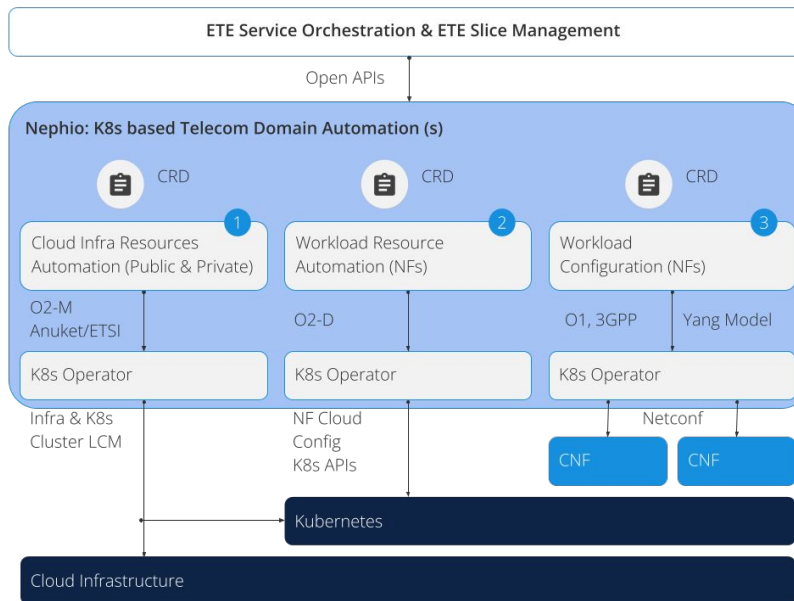 ETE Service Orchestration & ETE Slice Management
Open APIs
Nephio: K8s based Telecom Domain Automation (s)
CRD
CRD
CRD
1
Cloud Infra Resources
Automation (Public & Private)
2
Workload Resource
Automation (NFs)
3
Workload
Configuration (NFs)
O2-M
Anuket/ETSI
O2-D
O1, 3GPP
Yang Model
K8s Operator
K8s Operator
K8s Operator
Infra & K8s
Cluster LCM
NF Cloud
Config
K8s APIs
Netconf
CNF
CNF
Kubernetes
Cloud Infrastructure